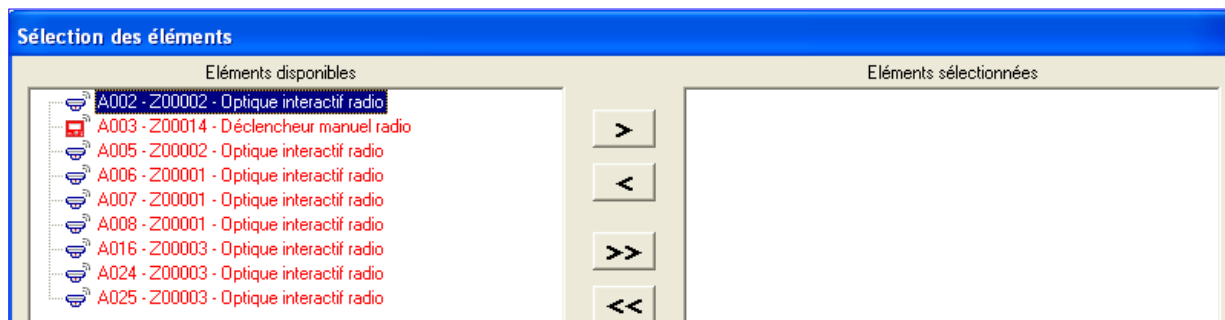 Sélection des éléments
Eléments disponibles
Eléments sélectionnées
A002 - Z00002 - Optique interactif radio
A003 - Z00014 - Déclencheur manuel radio
A005 - Z00002 - Optique interactif radio
A006 - Z00001 - Optique interactif radio
A007 - Z00001 - Optique interactif radio
A008 - Z00001 - Optique interactif radio
A016 - Z00003 - Optique interactif radio
A024 - Z00003 - Optique interactif radio
A025 - Z00003 - Optique interactif radio
>
<
>>
<<